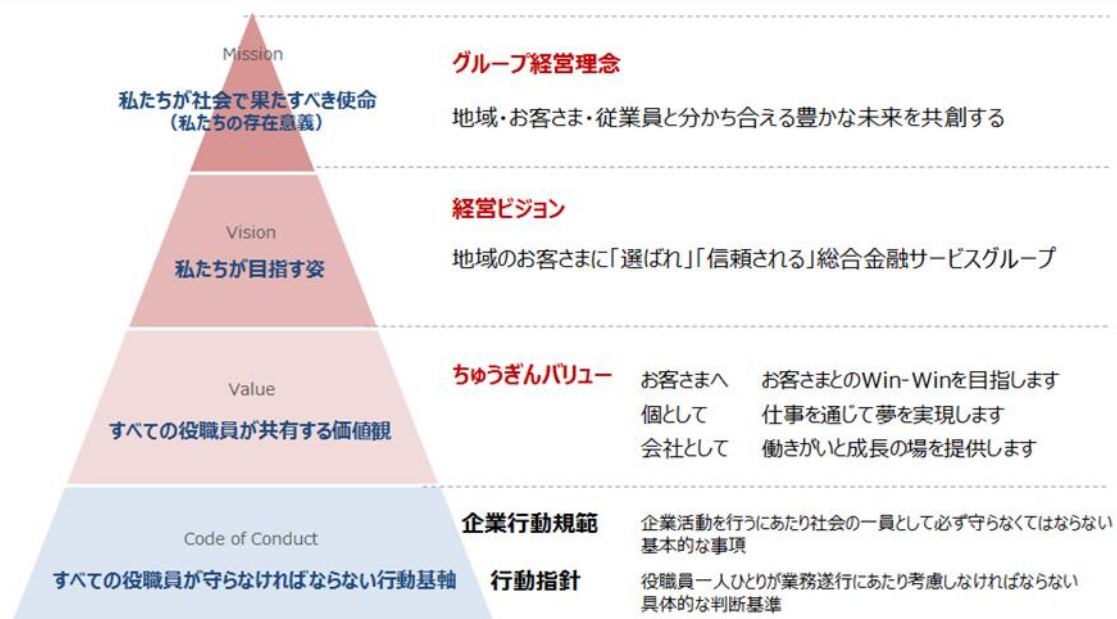 Mission
私たちが社会で果たすべき使命
（私たちの存在意義）
グループ経営理念
地域・お客さま・従業員と分かち合える豊かな未来を共創する
Vision
私たちが目指す姿
経営ビジョン
地域のお客さまに「選ばれ」「信頼される」総合金融サービスグループ
Value
すべての役職員が共有する価値観
ちゅうぎんバリュー
お客さまへ お客さまとのWin-Winを目指します
個として 仕事を通じて夢を実現します
会社として 働きがいと成長の場を提供します
Code of Conduct
すべての役職員が守らなければならない行動基軸
企業行動規範
企業活動を行うにあたり社会の一員として必ず守らなくてはならない
基本的な事項
行動指針
役職員一人ひとりが業務遂行にあたり考慮しなければならない
具体的な判断基準